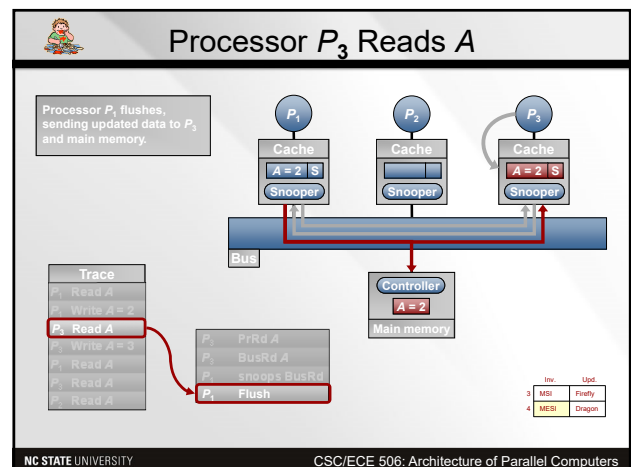 Processor P₃ Reads A
Processor P₁ flushes,
sending updated data to P₃
and main memory.
P₁
P₂
P₃
Cache
Cache
Cache
A = 2 S
A = 2 S
Snooper
Snooper
Snooper
Bus
Controller
A = 2
Main memory
Trace
P₁ Read A
P₁ Write A = 2
P₃ Read A
P₃ Write A = 3
P₁ Read A
P₃ Read A
P₂ Read A
P₃ PrRd A
P₃ BusRd A
P₁ snoops BusRd
P₁ Flush
Inv. Upd.
3 MSI Firefly
4 MESI Dragon
NC STATE UNIVERSITY
CSC/ECE 506: Architecture of Parallel Computers